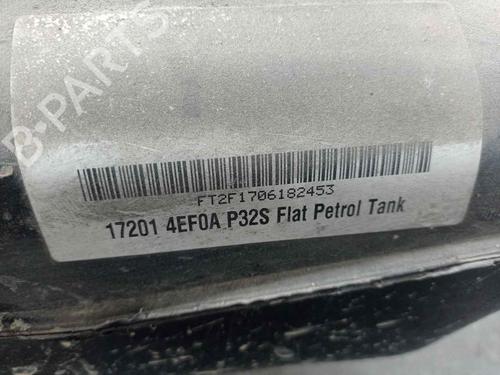 B-PARTS
FT2F1706182453
17201 4EF0A P32S Flat Petrol Tank